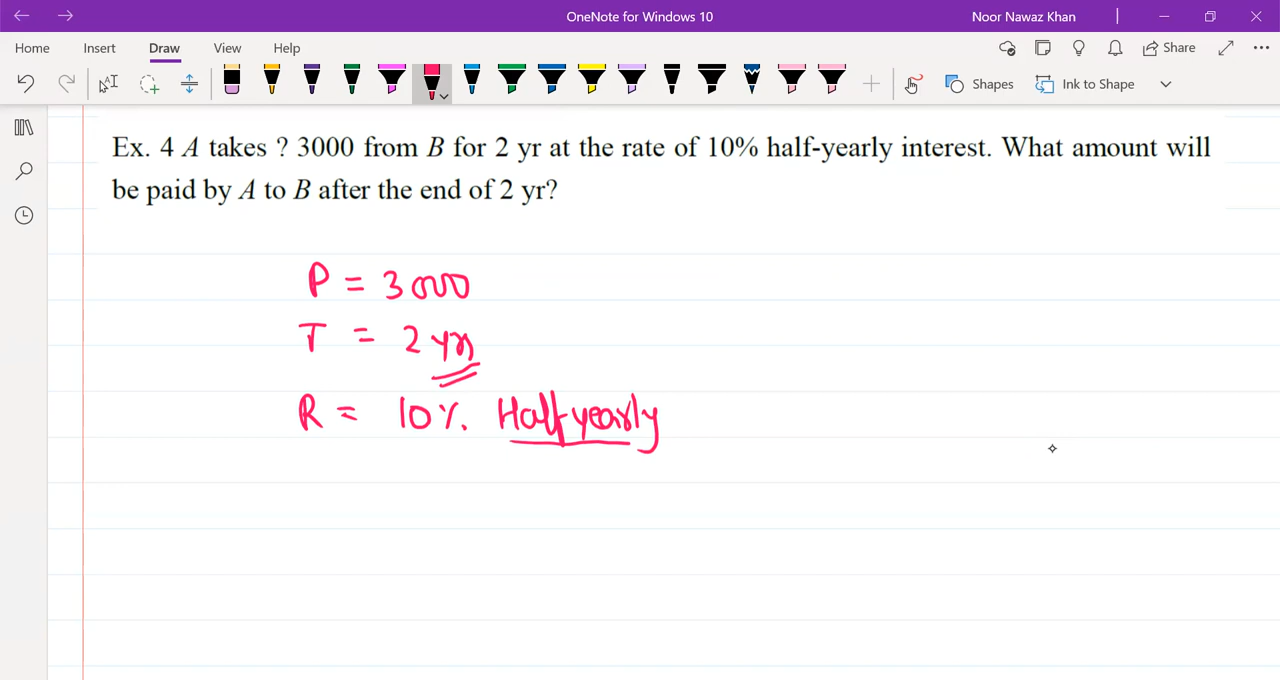 OneNote for Windows 10
Noor Nawaz Khan
Home Insert Draw View Help
Share
Shapes
Ink to Shape
Ex. 4 A takes ? 3000 from B for 2 yr at the rate of 10% half-yearly interest. What amount will
be paid by A to B after the end of 2 yr?
P = 3000
T = 2 yr
R = 10% Half yearly